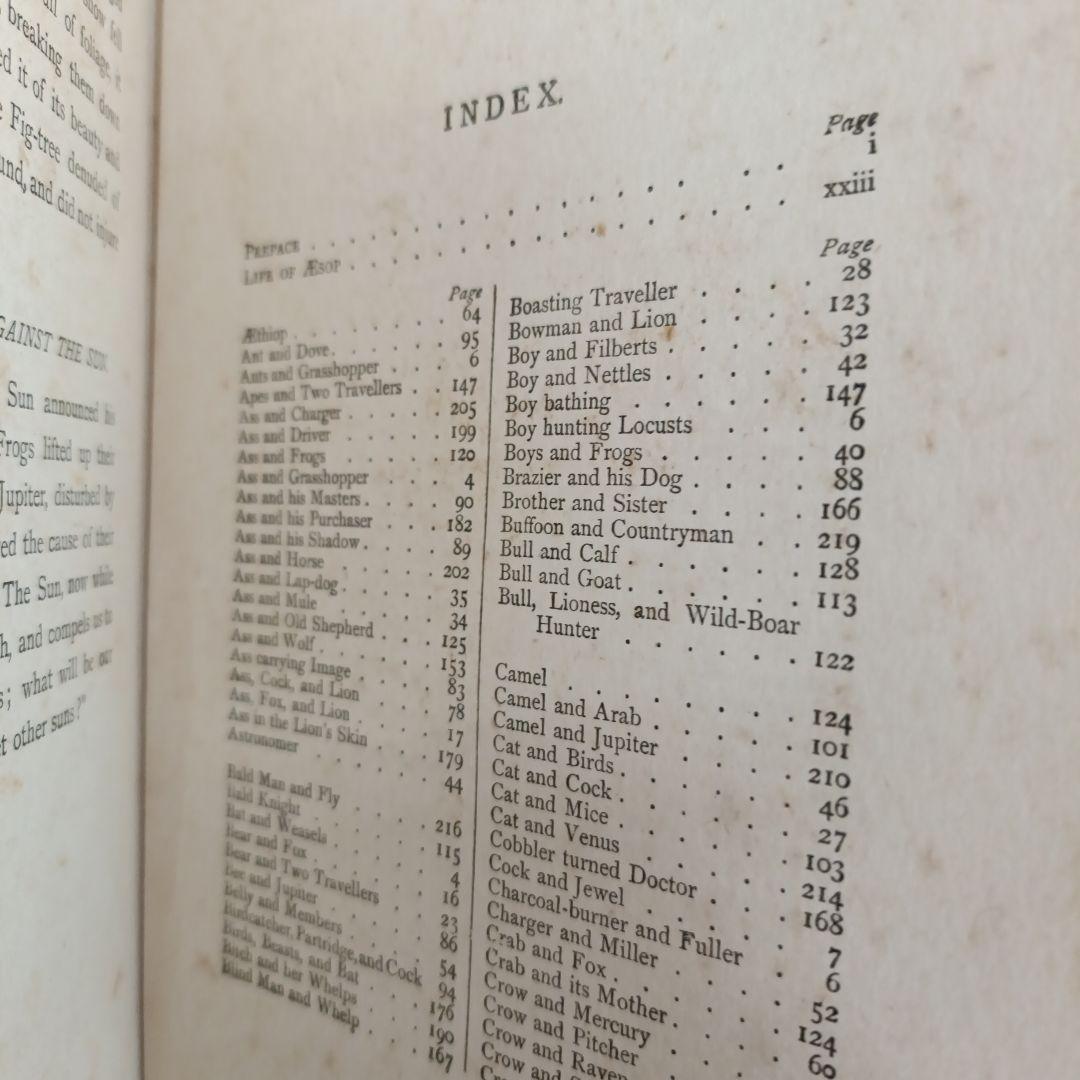 now fell
ll of foliage, it
breaking them down
ed it of its beauty and
Fig-tree denuded of
und, and did not injure
GAINST THE SUN.
Sun announced his
Frogs lifted up their
Jupiter, disturbed by
red the cause of their
The Sun, now while
h, and compels us to
s; what will be our
t other suns?"
INDEX.
Page
PREFACE . . . . . . . . . . . . i
LIFE OF ÆSOP . . . . . . . . . . . . xxiii
Page
Æthiop . . . . . . 64
Ant and Dove . . . . . . 95
Ants and Grasshopper . . . 6
Apes and Two Travellers . . 147
Ass and Charger . . . . . 205
Ass and Driver . . . . . 199
Ass and Frogs . . . . . 120
Ass and Grasshopper . . . . 4
Ass and his Masters . . . . 90
Ass and his Purchaser . . . 182
Ass and his Shadow . . . . 89
Ass and Horse . . . . . 202
Ass and Lap-dog . . . . . 35
Ass and Mule . . . . . 34
Ass and Old Shepherd . . . 125
Ass and Wolf . . . . . 153
Ass carrying Image . . . . 83
Ass, Cock, and Lion . . . . 78
Ass, Fox, and Lion . . . . 17
Ass in the Lion's Skin . . . 179
Astronomer . . . . . . 44
Bald Man and Fly . . . . 216
Bald Knight . . . . . 115
Bat and Weasels . . . . . 4
Bear and Fox . . . . . 16
Bear and Two Travellers . . 23
Bee and Jupiter . . . . . 86
Belly and Members . . . . 54
Birdcatcher, Partridge, and Cock 94
Birds, Beasts, and Bat . . . 176
Bitch and her Whelps . . . 190
Blind Man and Whelp . . . 167
Page
Boasting Traveller . . . . 28
Bowman and Lion . . . . 123
Boy and Filberts . . . . . 32
Boy and Nettles . . . . . 42
Boy bathing . . . . . . 147
Boy hunting Locusts . . . 6
Boys and Frogs . . . . . 40
Brazier and his Dog . . . . 88
Brother and Sister . . . . 166
Buffoon and Countryman . . 219
Bull and Calf . . . . . . 128
Bull and Goat . . . . . . 113
Bull, Lioness, and Wild-Boar
Hunter . . . . . 122
Camel . . . . . . . 124
Camel and Arab . . . . . 101
Camel and Jupiter . . . . 210
Cat and Birds . . . . . . 46
Cat and Cock . . . . . . 27
Cat and Mice . . . . . . 103
Cat and Venus . . . . . 214
Cobbler turned Doctor . . . 168
Cock and Jewel . . . . . 7
Charcoal-burner and Fuller . 6
Charger and Miller . . . . 52
Crab and Fox . . . . . . 124
Crab and its Mother . . . . 60
Crow and Mercury
Crow and Pitcher
Crow and Raven
Crow and